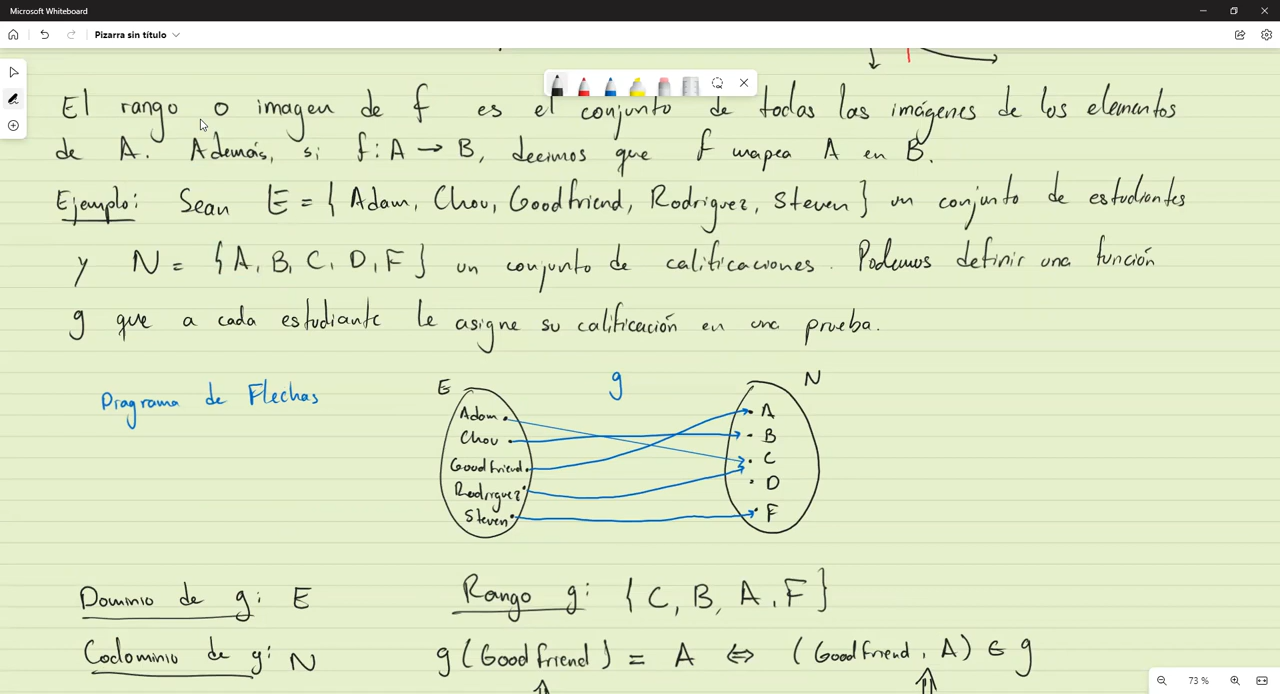 Microsoft Whiteboard
Pizarra sin título
El rango o imagen de f es el conjunto de todas las imágenes de los elementos
de A. Además, si f: A → B, decimos que f mapea A en B.
Ejemplo: Sean E = { Adam, Chou, Goodfriend, Rodriguez, Steven } un conjunto de estudiantes
y N = { A, B, C, D, F } un conjunto de calificaciones. Podemos definir una función
g que a cada estudiante le asigne su calificación en una prueba.
Diagrama de Flechas
E
g
N
Adam
Chou
Goodfriend
Rodriguez
Steven
A
B
C
D
F
Dominio de g: E
Rango g: { C, B, A, F }
Codominio de g: N
g (Goodfriend) = A ⇔ (Goodfriend, A) ∈ g
73 %